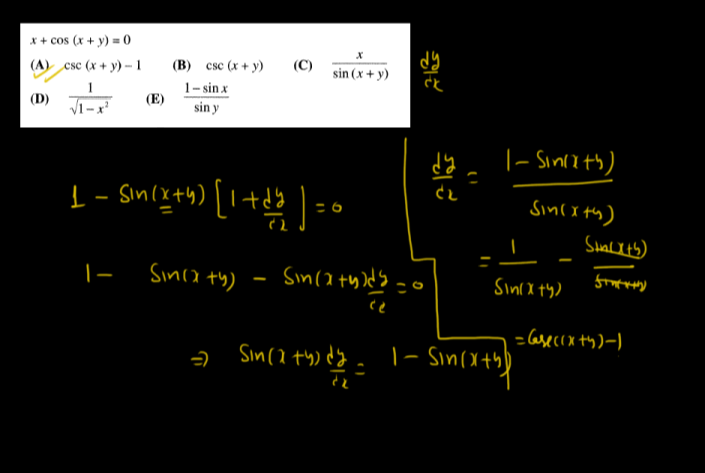 x + cos (x + y) = 0
(A) csc (x + y) – 1 (B) csc (x + y) (C) x / sin (x + y)
(D) 1 / √1 – x² (E) 1 – sin x / sin y
dy/dx
1 - Sin(x+y) [1 + dy/dx] = 0
1 - Sin(x+y) - Sin(x+y) dy/dx = 0
⇒ Sin(x+y) dy/dx = 1 - Sin(x+y)
dy/dx = 1 - Sin(x+y) / Sin(x+y)
= 1 / Sin(x+y) - Sin(x+y) / Sin(x+y)
= Cosec(x+y) - 1